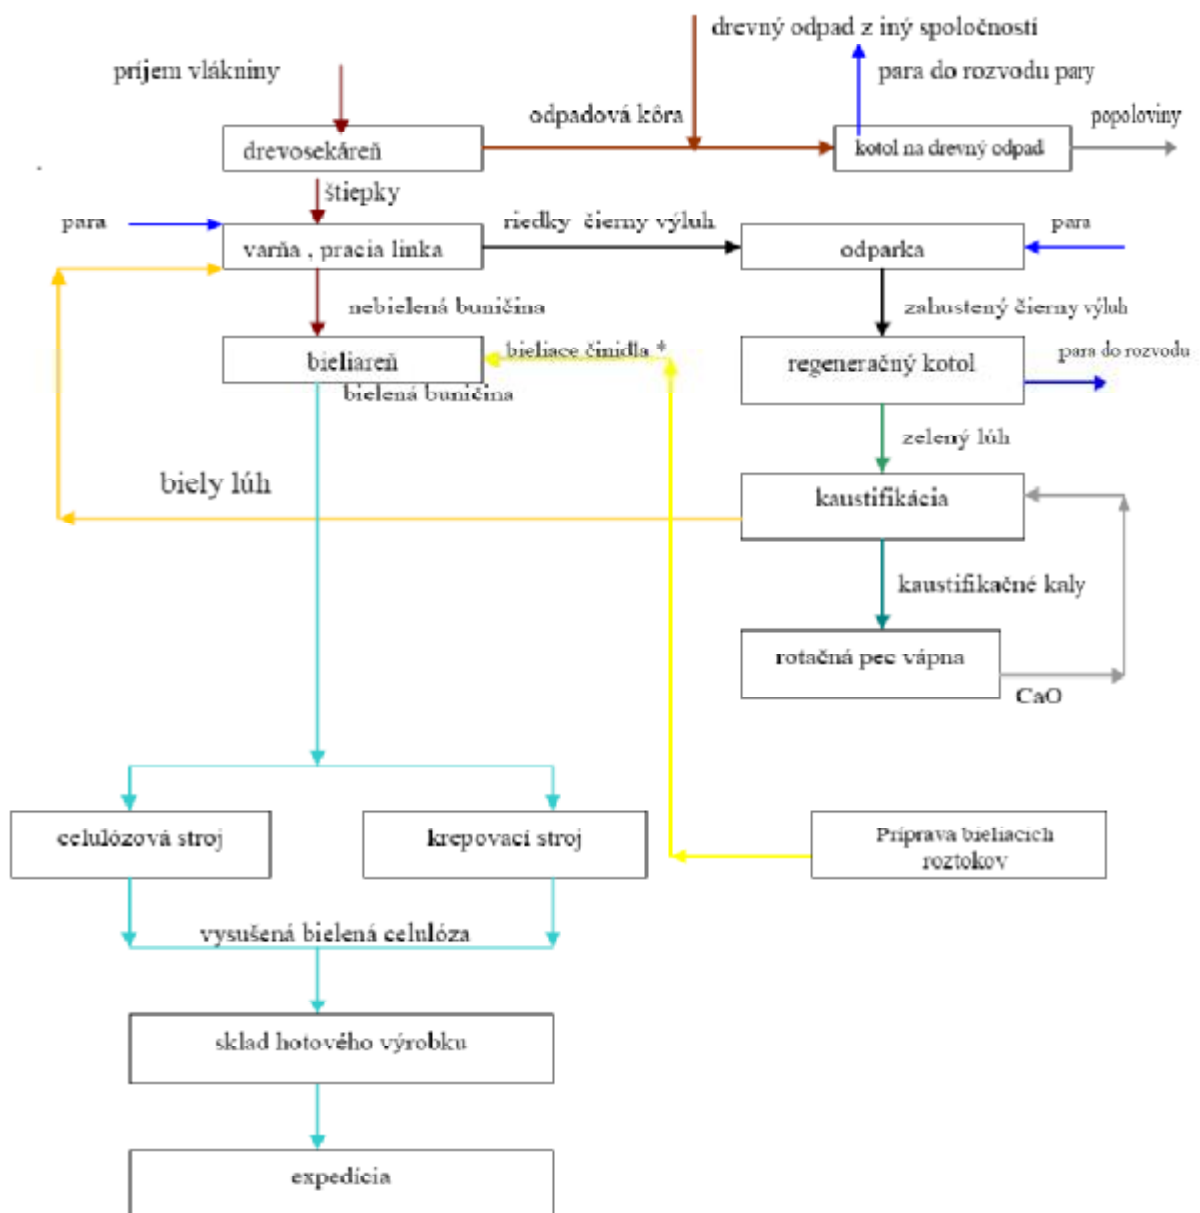 drevný odpad z iný spoločností
príjem vlákniny
para do rozvodu pary
odpadová kôra
popoloviny
drevosekáreň
kotol na drevný odpad
štiepky
para
riedky čierny výluh
para
varňa , pracia linka
odparka
nebielená buničina
zahustený čierny výluh
bieliareň
bieliace činidla *
regeneračný kotol
para do rozvodu
bielená buničina
zelený lúh
biely lúh
kaustifikácia
kaustifikačné kaly
rotačná pec vápna
CaO
celulózová stroj
krepovací stroj
Príprava bieliacich
roztokov
vysušená bielená celulóza
sklad hotového výrobku
expedícia